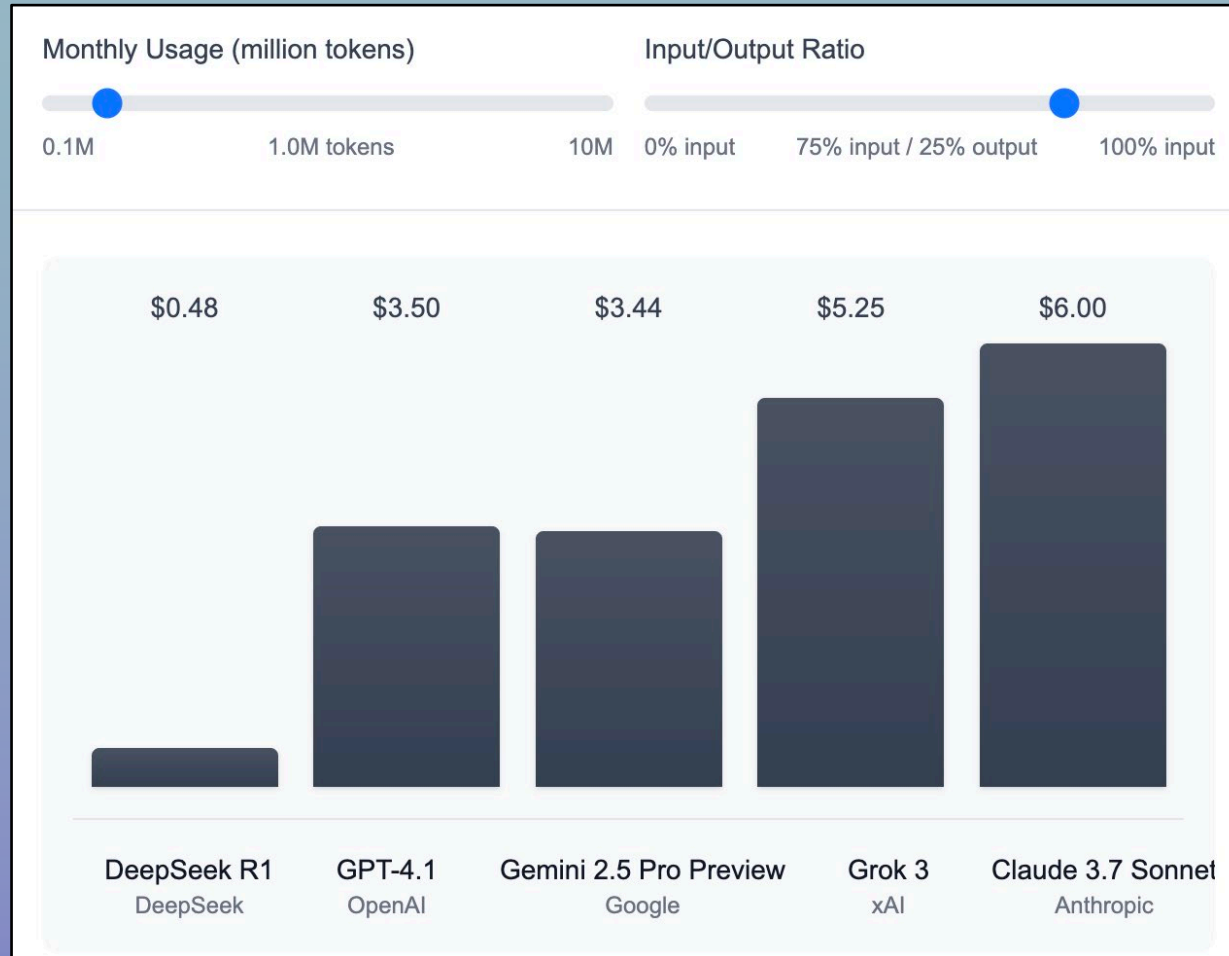 Monthly Usage (million tokens)
Input/Output Ratio
0.1M 1.0M tokens 10M
0% input 75% input / 25% output 100% input
$0.48 $3.50 $3.44 $5.25 $6.00
DeepSeek R1 GPT-4.1 Gemini 2.5 Pro Preview Grok 3 Claude 3.7 Sonnet
DeepSeek OpenAI Google xAI Anthropic